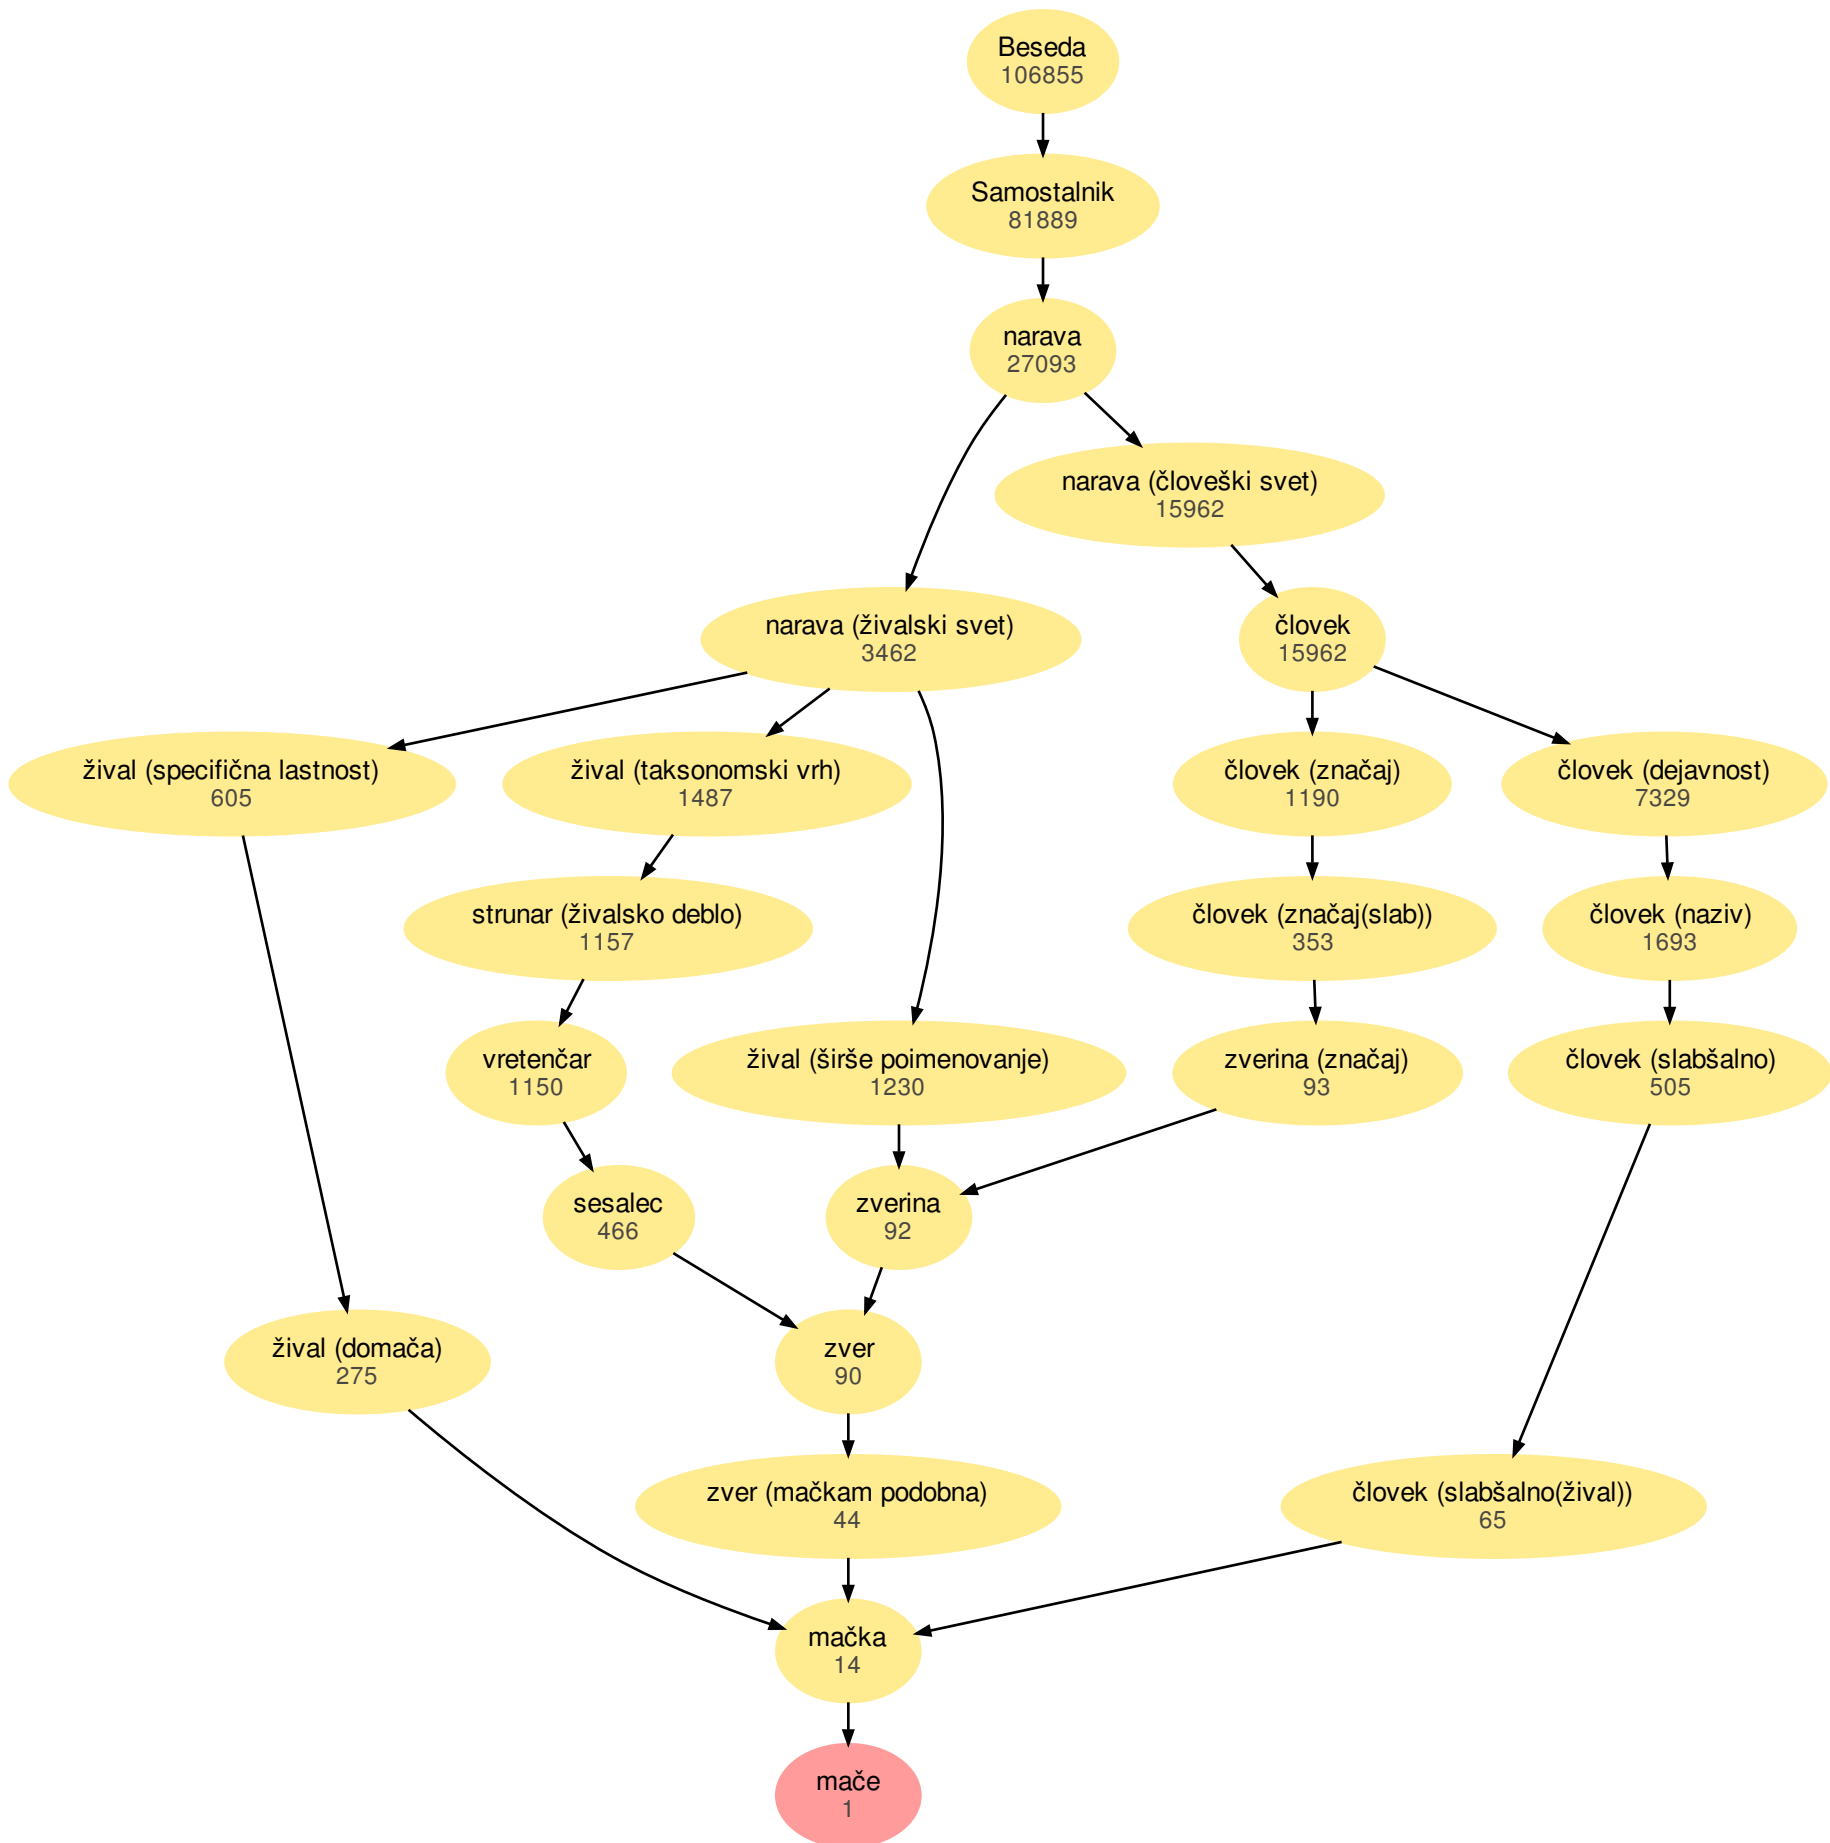 Beseda
106855
Samostalnik
81889
narava
27093
narava (človeški svet)
15962
narava (živalski svet)
3462
človek
15962
žival (specifična lastnost)
605
žival (taksonomski vrh)
1487
človek (značaj)
1190
človek (dejavnost)
7329
strunar (živalsko deblo)
1157
človek (značaj(slab))
353
človek (naziv)
1693
vretenčar
1150
žival (širše poimenovanje)
1230
zverina (značaj)
93
človek (slabšalno)
505
sesalec
466
zverina
92
žival (domača)
275
zver
90
zver (mačkam podobna)
44
človek (slabšalno(žival))
65
mačka
14
mače
1